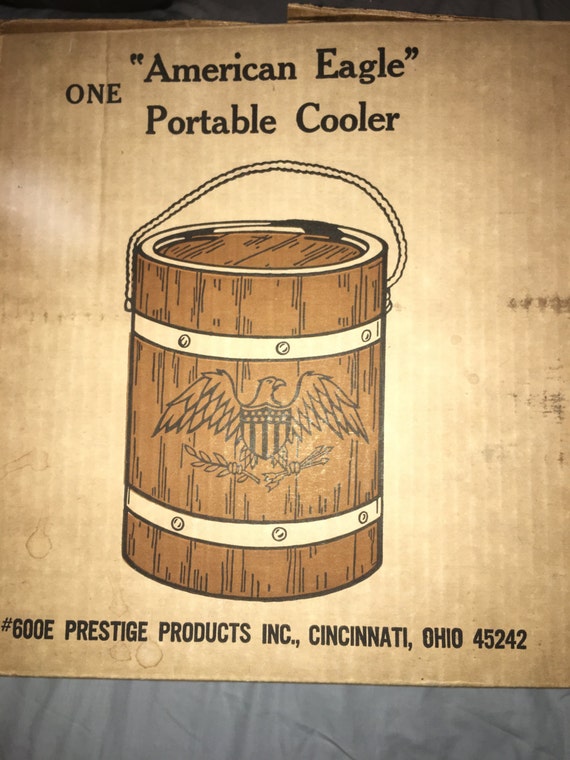 ONE "American Eagle"
Portable Cooler
#600E PRESTIGE PRODUCTS INC., CINCINNATI, OHIO 45242